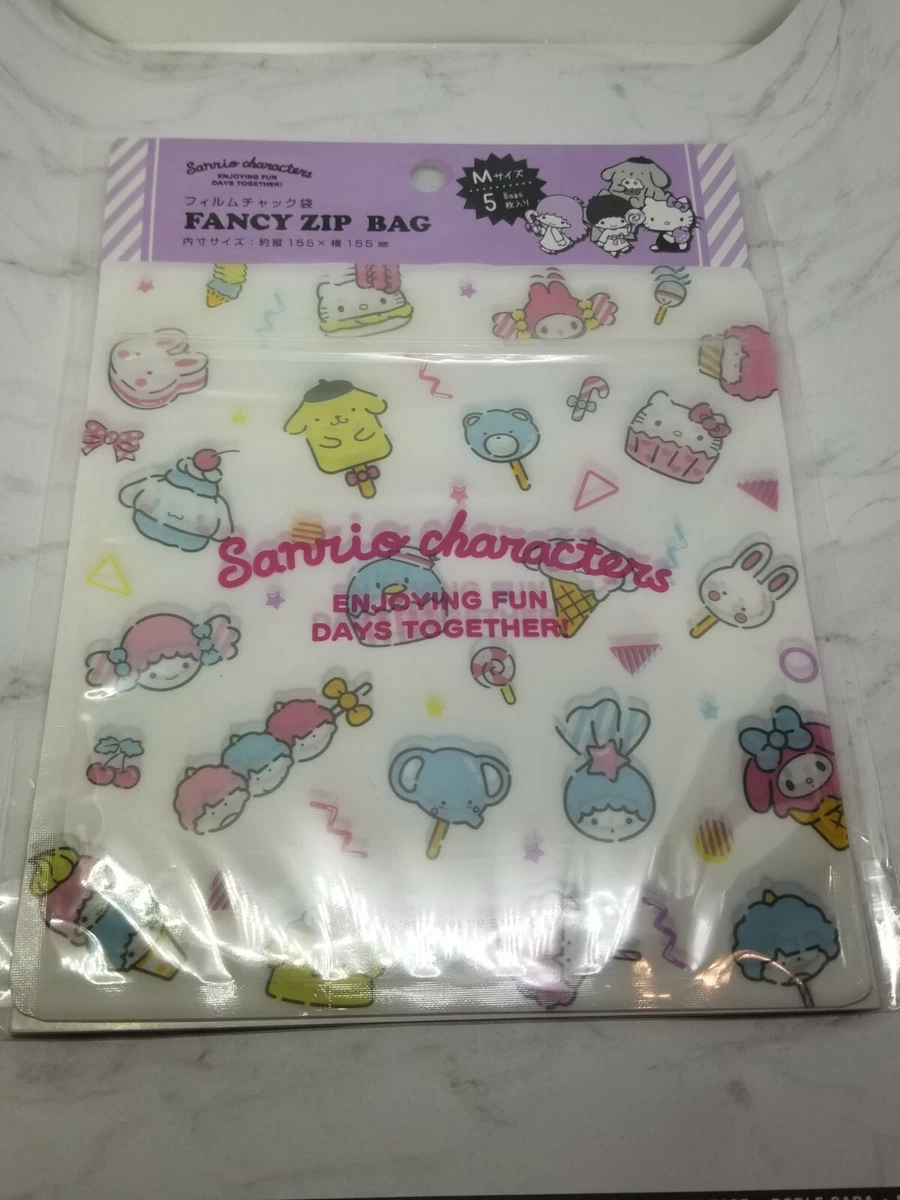 Sanrio characters
ENJOYING FUN
DAYS TOGETHER!
フィルムチャック袋
FANCY ZIP BAG
内寸サイズ:約縦155×横155mm
Mサイズ
5 Bags
枚入り
Sanrio characters
ENJOYING FUN
DAYS TOGETHER!